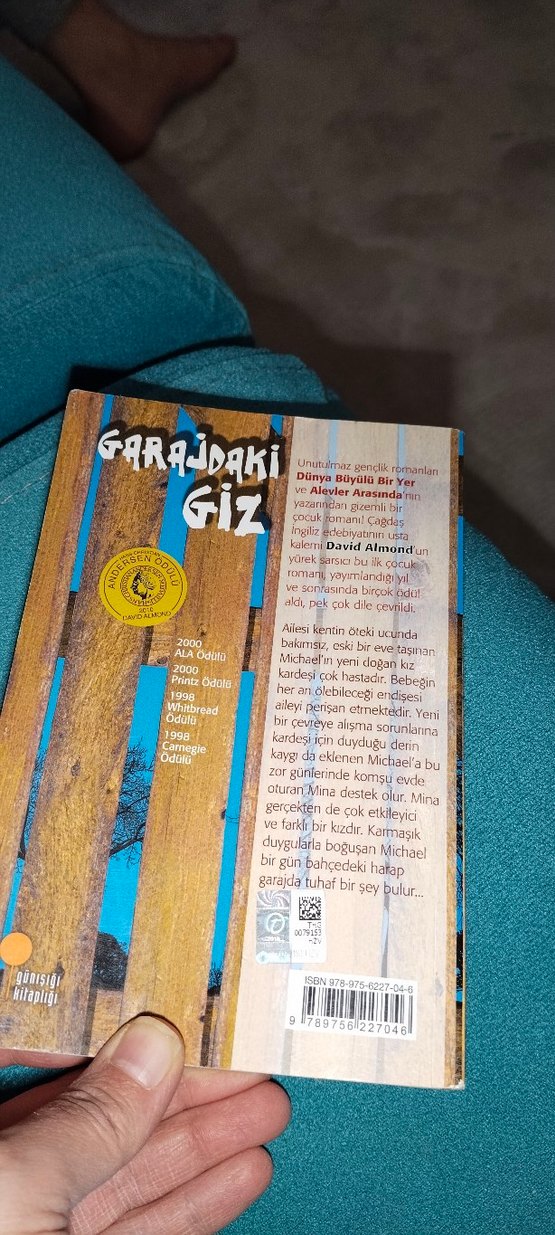 GARAJDAKİ
GİZ
HANS CHRISTIAN
ANDERSEN ÖDÜLÜ
2010
DAVID ALMOND
2000
ALA Ödülü
2000
Printz Ödülü
1998
Whitbread
Ödülü
1998
Carnegie
Ödülü
günışığı
kitaplığı
Unutulmaz gençlik romanları
Dünya Büyülü Bir Yer
ve Alevler Arasında'nın
yazarından gizemli bir
çocuk romanı! Çağdaş
İngiliz edebiyatının usta
kalemi David Almond'un
yürek sarsıcı bu ilk çocuk
romanı, yayımlandığı yıl
ve sonrasında birçok ödül
aldı, pek çok dile çevrildi.
Ailesi kentin öteki ucunda
bakımsız, eski bir eve taşınan
Michael'ın yeni doğan kız
kardeşi çok hastadır. Bebeğin
her an ölebileceği endişesi
aileyi perişan etmektedir. Yeni
bir çevreye alışma sorunlarına
kardeşi için duyduğu derin
kaygı da eklenen Michael'a bu
zor günlerinde komşu evde
oturan Mina destek olur. Mina
gerçekten de çok etkileyici
ve farklı bir kızdır. Karmaşık
duygularla boğuşan Michael
bir gün bahçedeki harap
garajda tuhaf bir şey bulur...
0079153
ISBN 978-975-6227-04-6
9 789756 227046